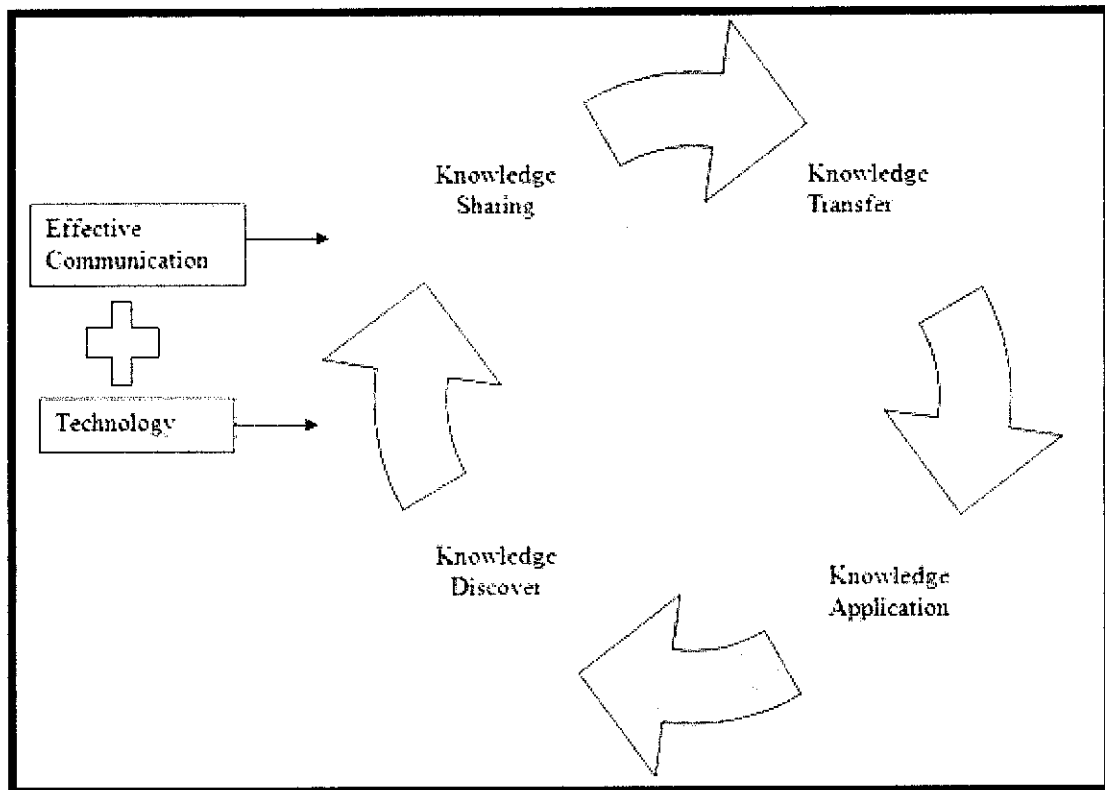 Knowledge
Sharing
Knowledge
Transfer
Effective
Communication
Technology
Knowledge
Discover
Knowledge
Application